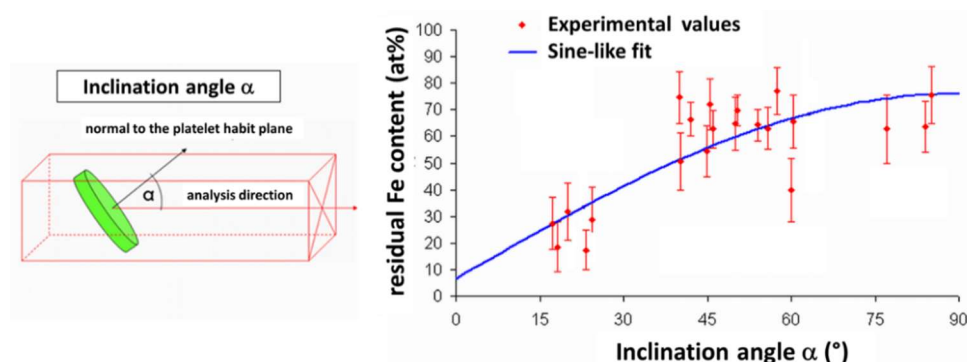 Inclination angle α
normal to the platelet habit plane
α
analysis direction
Experimental values
Sine-like fit
residual Fe content (at%)
100
90
80
70
60
50
40
30
20
10
0
0 15 30 45 60 75 90
Inclination angle α (°)